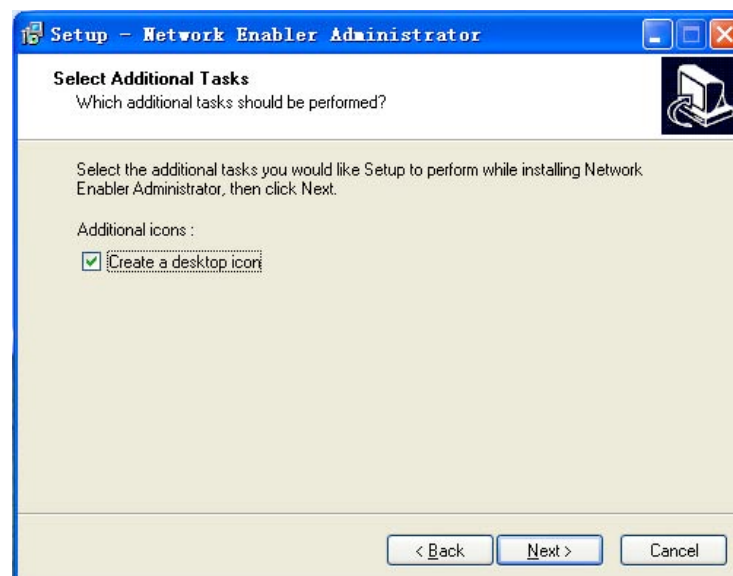 Setup - Network Enabler Administrator
Select Additional Tasks
Which additional tasks should be performed?
Select the additional tasks you would like Setup to perform while installing Network
Enabler Administrator, then click Next.
Additional icons :
Create a desktop icon
< Back
Next >
Cancel